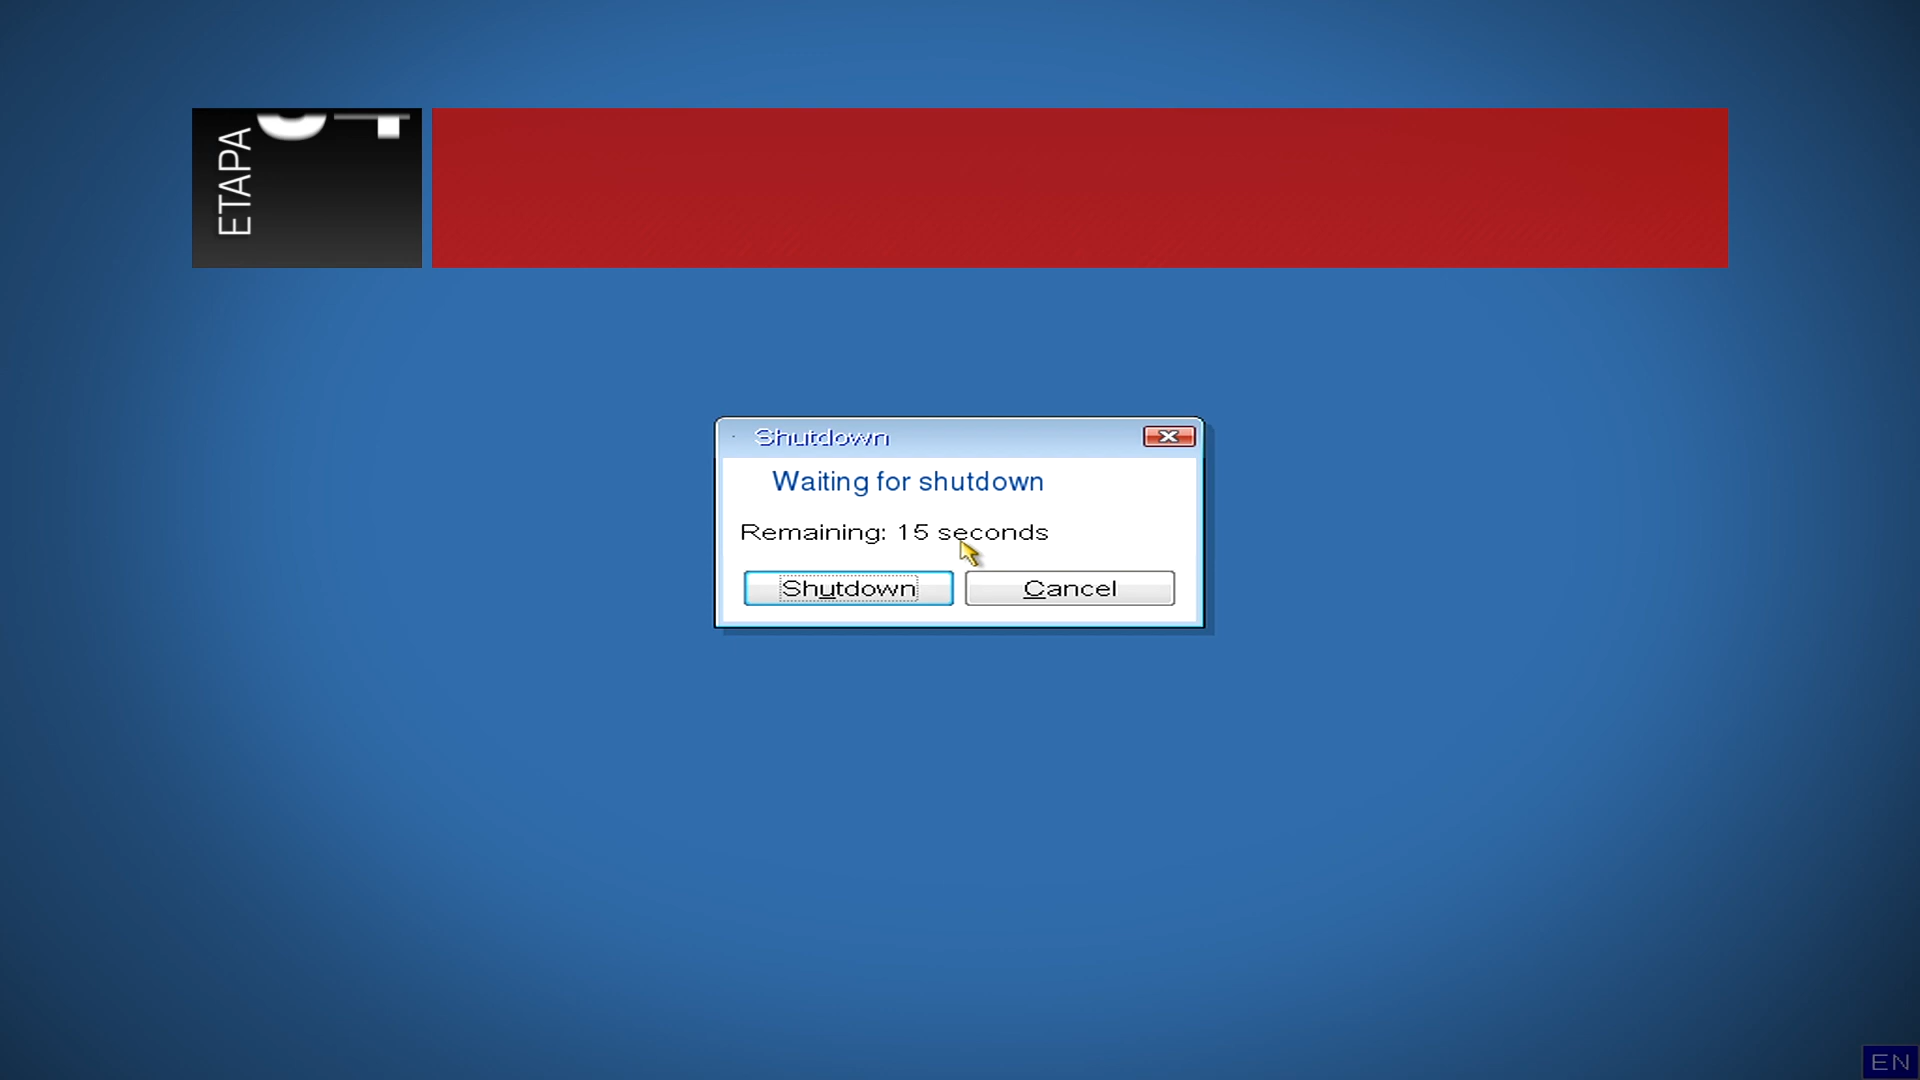 ETAPA
Shutdown
Waiting for shutdown
Remaining: 15 seconds
Shutdown
Cancel
EN